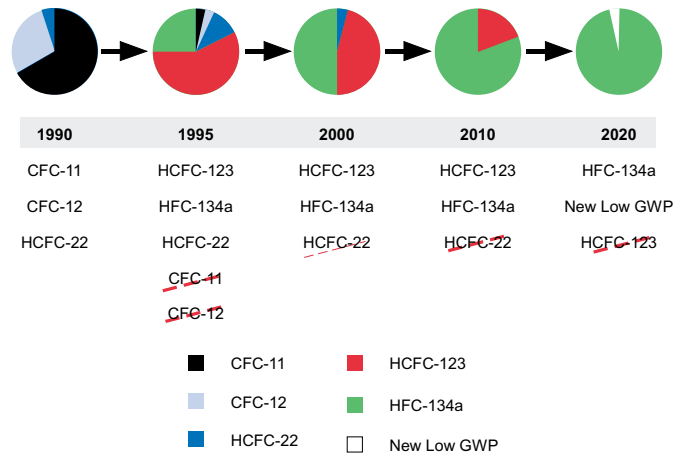 1990 1995 2000 2010 2020
CFC-11 HCFC-123 HCFC-123 HCFC-123 HFC-134a
CFC-12 HFC-134a HFC-134a HFC-134a New Low GWP
HCFC-22 HCFC-22 HCFC-22 HCFC-22 HCFC-123
CFC-11
CFC-12
CFC-11 HCFC-123
CFC-12 HFC-134a
HCFC-22 New Low GWP